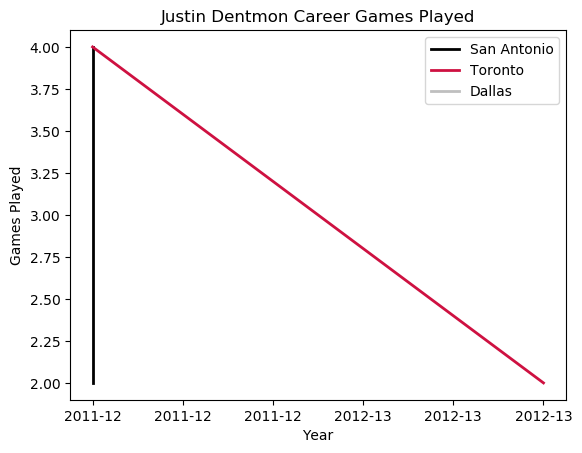 Justin Dentmon Career Games Played
San Antonio
Toronto
Dallas
Games Played
4.00
3.75
3.50
3.25
3.00
2.75
2.50
2.25
2.00
2011-12 2011-12 2011-12 2012-13 2012-13 2012-13
Year